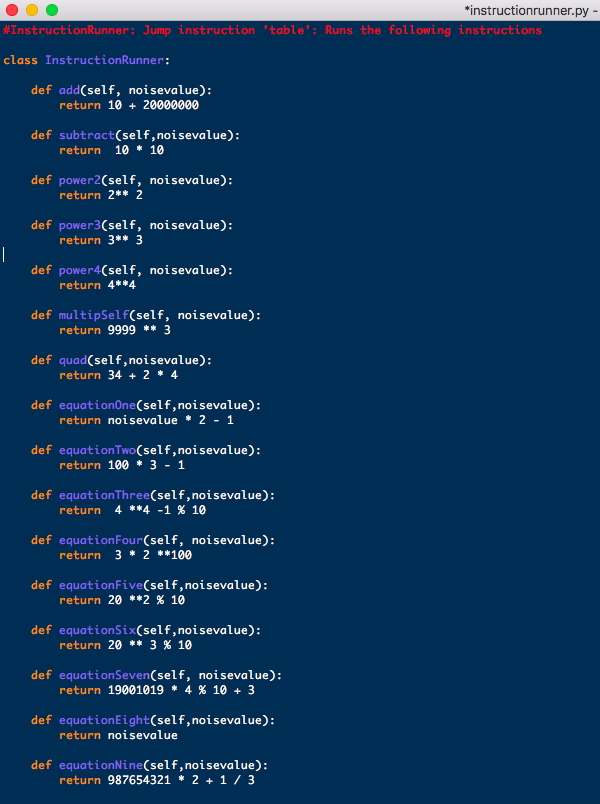 *instructionrunner.py -
#InstructionRunner: Jump instruction 'table': Runs the following instructions
class InstructionRunner:
def add(self, noisevalue):
return 10 + 20000000
def subtract(self,noisevalue):
return  10 * 10
def power2(self, noisevalue):
return 2** 2
def power3(self, noisevalue):
return 3** 3
def power4(self, noisevalue):
return 4**4
def multipSelf(self, noisevalue):
return 9999 ** 3
def quad(self,noisevalue):
return 34 + 2 * 4
def equationOne(self,noisevalue):
return noisevalue * 2 - 1
def equationTwo(self,noisevalue):
return 100 * 3 - 1
def equationThree(self,noisevalue):
return  4 **4 -1 % 10
def equationFour(self, noisevalue):
return  3 * 2 **100
def equationFive(self,noisevalue):
return 20 **2 % 10
def equationSix(self,noisevalue):
return 20 ** 3 % 10
def equationSeven(self, noisevalue):
return 19001019 * 4 % 10 + 3
def equationEight(self,noisevalue):
return noisevalue
def equationNine(self,noisevalue):
return 987654321 * 2 + 1 / 3